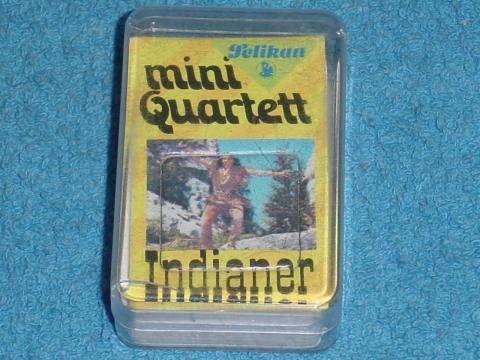 Pelikan
mini
Quartett
Indianer